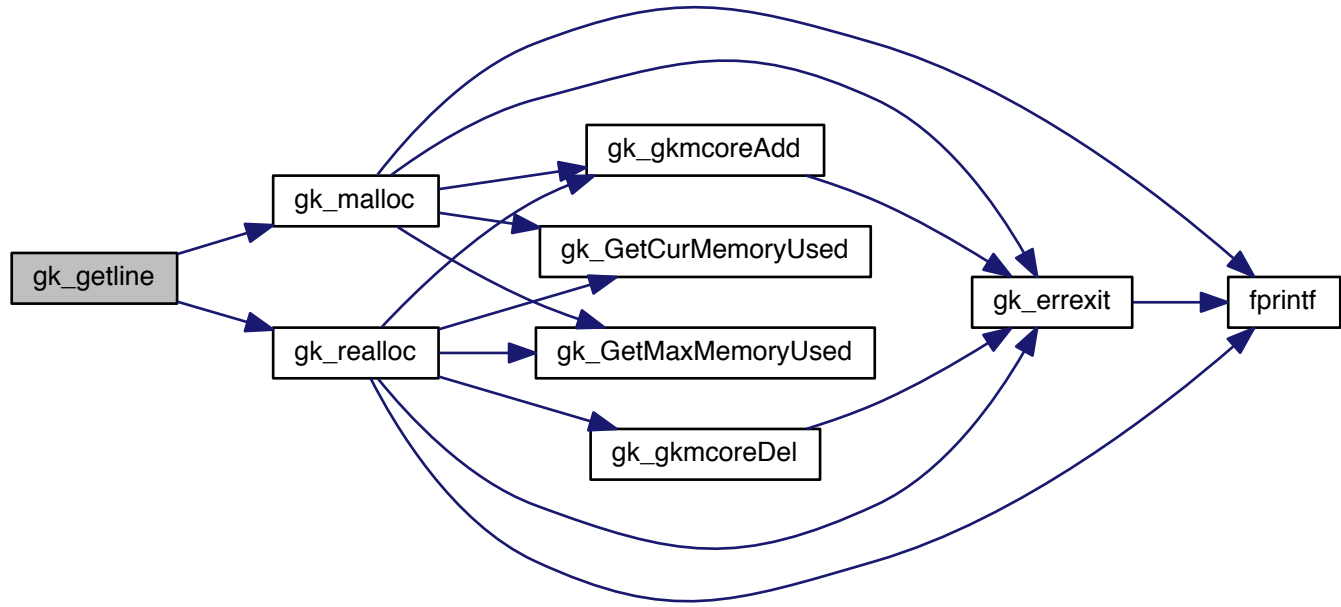 gk_getline
gk_malloc
gk_realloc
gk_gkmcoreAdd
gk_GetCurMemoryUsed
gk_GetMaxMemoryUsed
gk_gkmcoreDel
gk_errexit
fprintf